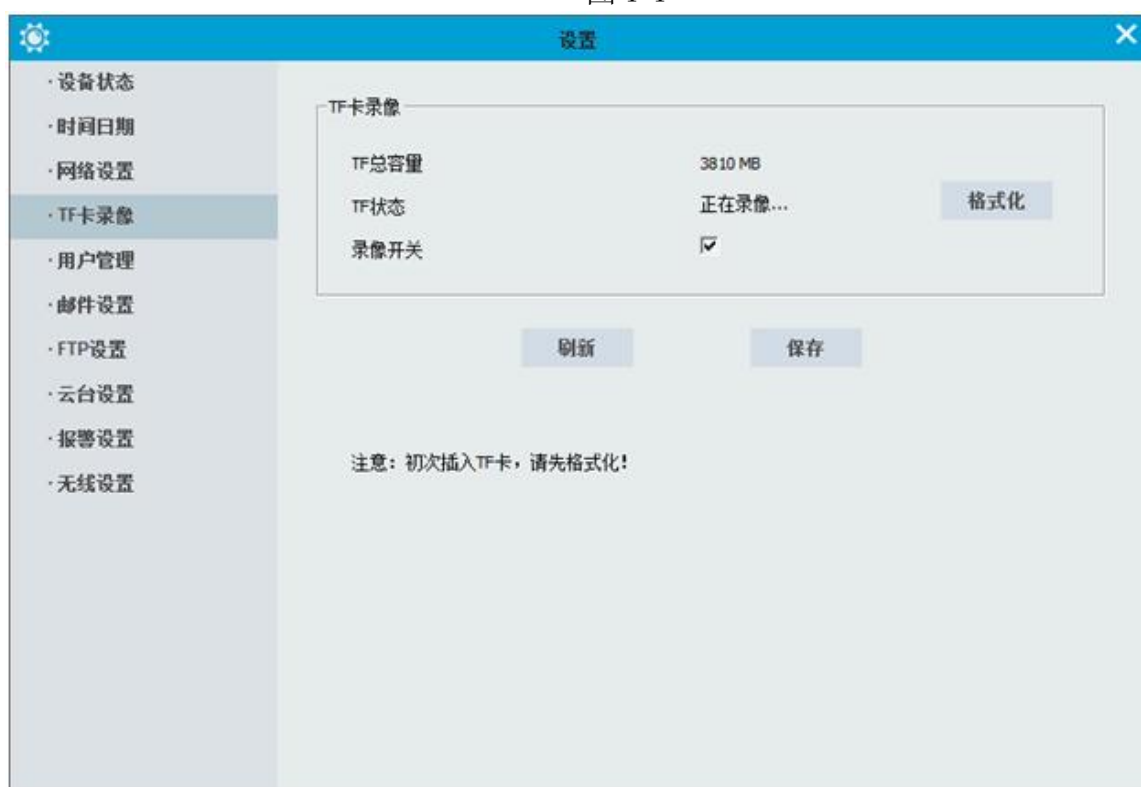 设置
·设备状态
·时间日期
·网络设置
·TF卡录像
·用户管理
·邮件设置
·FTP设置
·云台设置
·报警设置
·无线设置
TF卡录像
TF总容量 3810 MB
TF状态 正在录像... 格式化
录像开关
刷新 保存
注意: 初次插入TF卡，请先格式化!